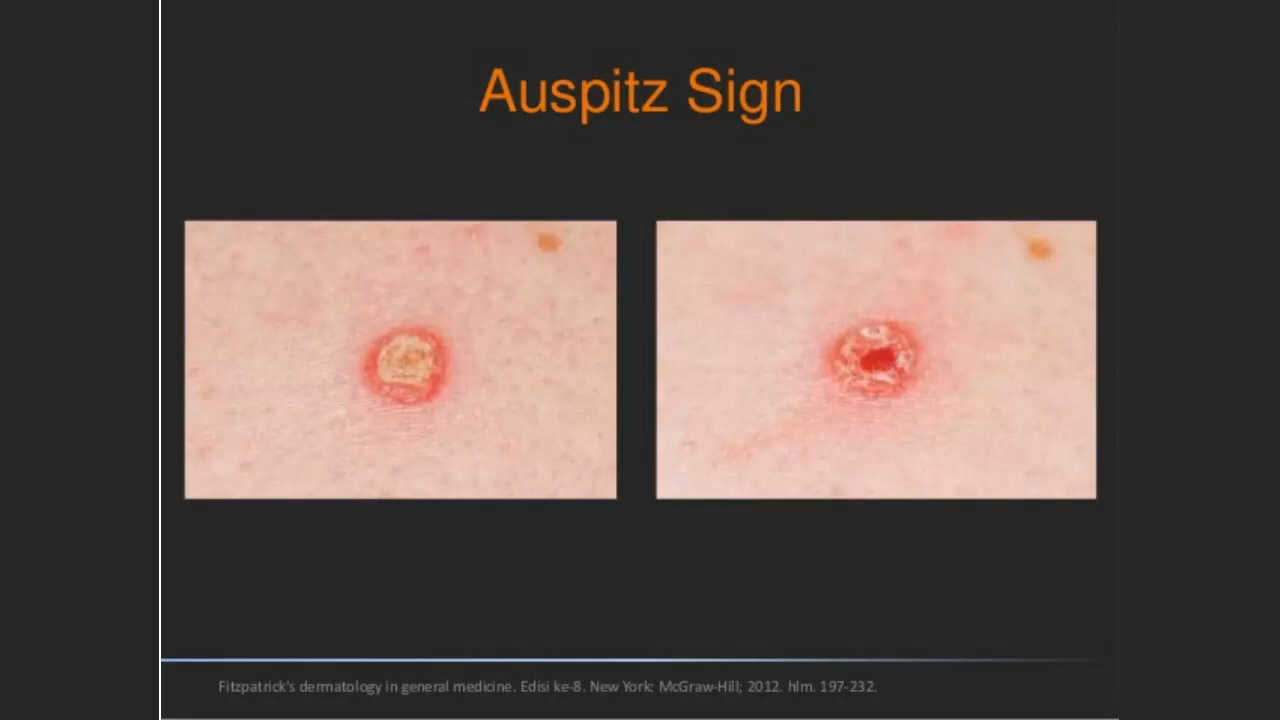 Auspitz Sign
Fitzpatrick's dermatology in general medicine. Edisi ke-8. New York: McGraw-Hill; 2012. hlm. 197-232.